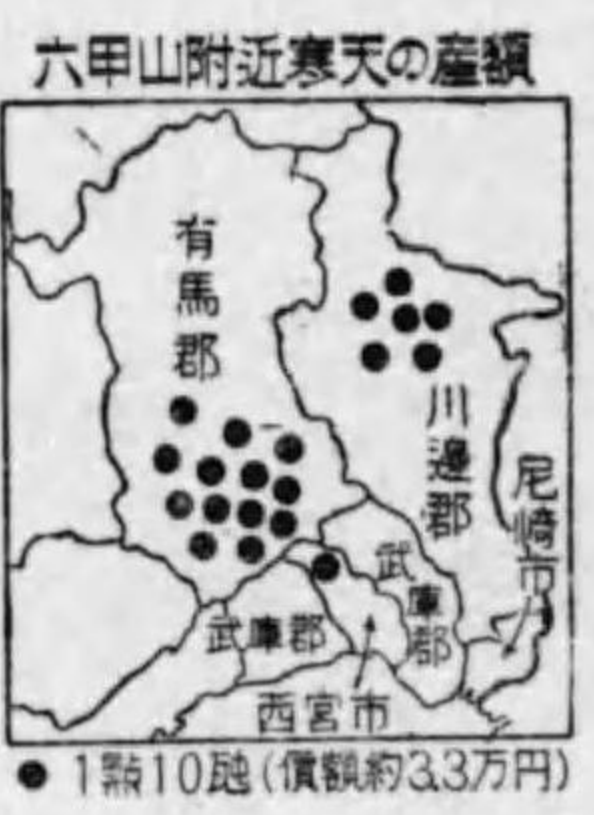 六甲山附近寒天の産額
有馬郡
川邊郡
尼崎市
武庫郡
武庫郡
西宮市
● 1點10瓲(價額約3.3万円)